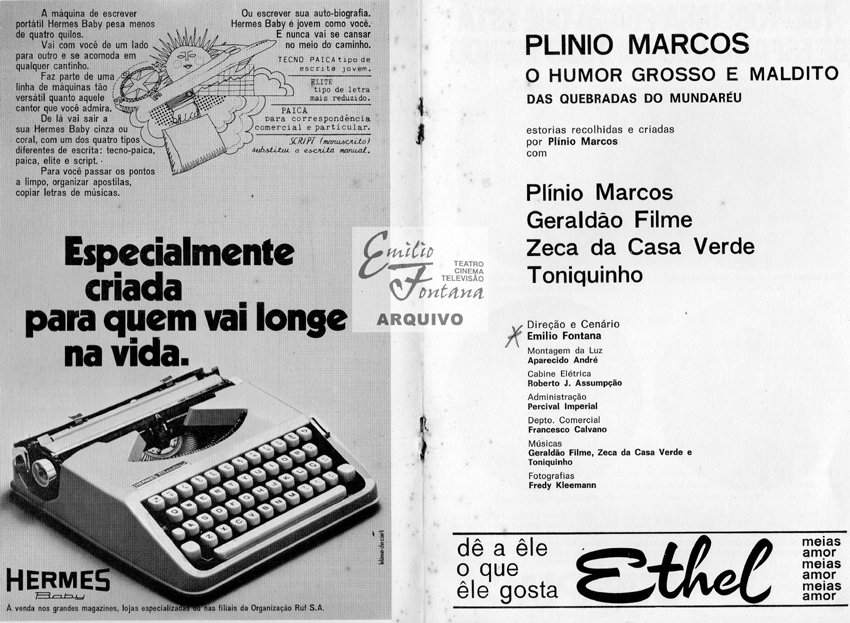 A máquina de escrever
portátil Hermes Baby pesa menos
de quatro quilos.
Vai com você de um lado
para outro e se acomoda em
qualquer cantinho.
Faz parte de uma
linha de máquinas tão
versátil quanto aquele
cantor que você admira.
De lá vai sair a
sua Hermes Baby cinza ou
coral, com um dos quatro tipos
diferentes de escrita: tecno-paica,
paica, elite e script.
Para você passar os pontos
a limpo, organizar apostilas,
copiar letras de músicas.
Ou escrever sua auto-biografia.
Hermes Baby é jovem como você.
E nunca vai se cansar
no meio do caminho.
TECNO PAICA tipo de
escrita jovem.
ELITE
tipo de letra
mais reduzido.
PAICA
para correspondência
comercial e particular.
SCRIPT (manuscrito)
substitui a escrita manual.
Especialmente
criada
para quem vai longe
na vida.
HERMES
Baby
À venda nos grandes magazines, lojas especializadas ou nas filiais da Organização Ruf S.A.
Emilio
Fontana
TEATRO
CINEMA
TELEVISÃO
ARQUIVO
PLINIO MARCOS
O HUMOR GROSSO E MALDITO
DAS QUEBRADAS DO MUNDARÉU
estorias recolhidas e criadas
por Plínio Marcos
com
Plínio Marcos
Geraldão Filme
Zeca da Casa Verde
Toniquinho
Direção e Cenário
Emilio Fontana
Montagem da Luz
Aparecido André
Cabine Elétrica
Roberto J. Assumpção
Administração
Percival Imperial
Depto. Comercial
Francesco Calvano
Músicas
Geraldão Filme, Zeca da Casa Verde e
Toniquinho
Fotografias
Fredy Kleemann
dê a êle
o que
êle gosta
Ethel
meias
amor
meias
amor
meias
amor